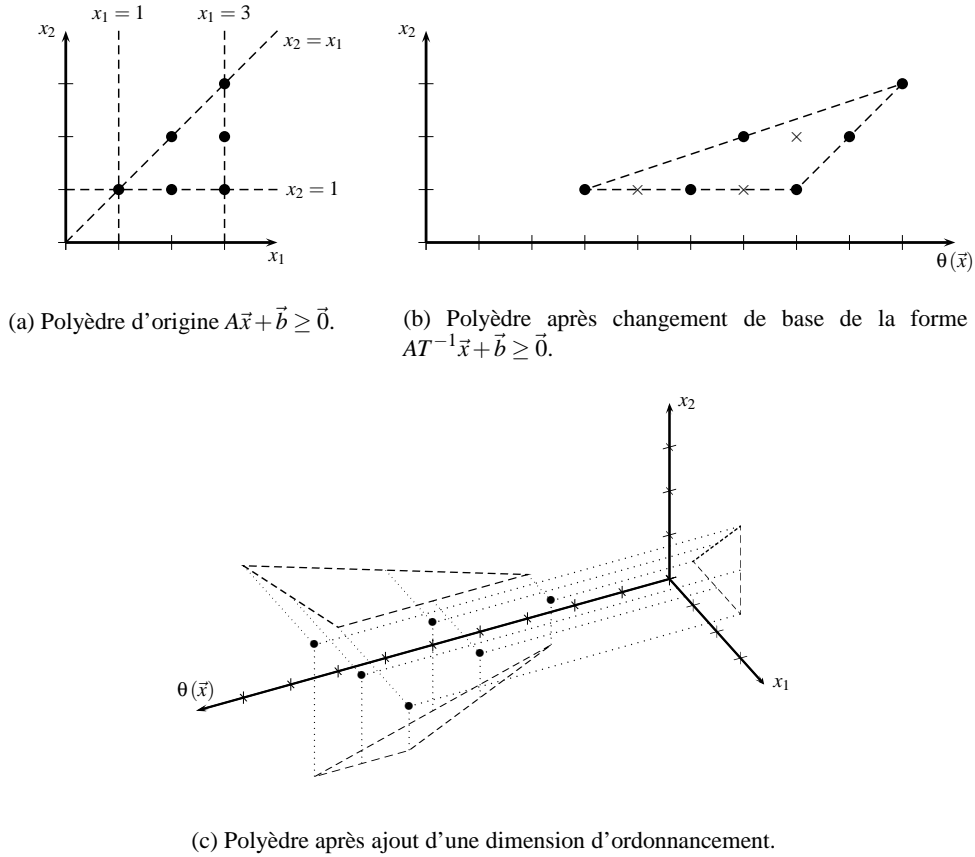 x₁ = 1
x₁ = 3
x₂
x₂ = x₁
x₂ = 1
x₁
x₂
θ(x⃗)
(a) Polyèdre d'origine Ax⃗ + b⃗ ≥ 0⃗.
(b) Polyèdre après changement de base de la forme
AT⁻¹x⃗ + b⃗ ≥ 0⃗.
x₂
θ(x⃗)
x₁
(c) Polyèdre après ajout d'une dimension d'ordonnancement.